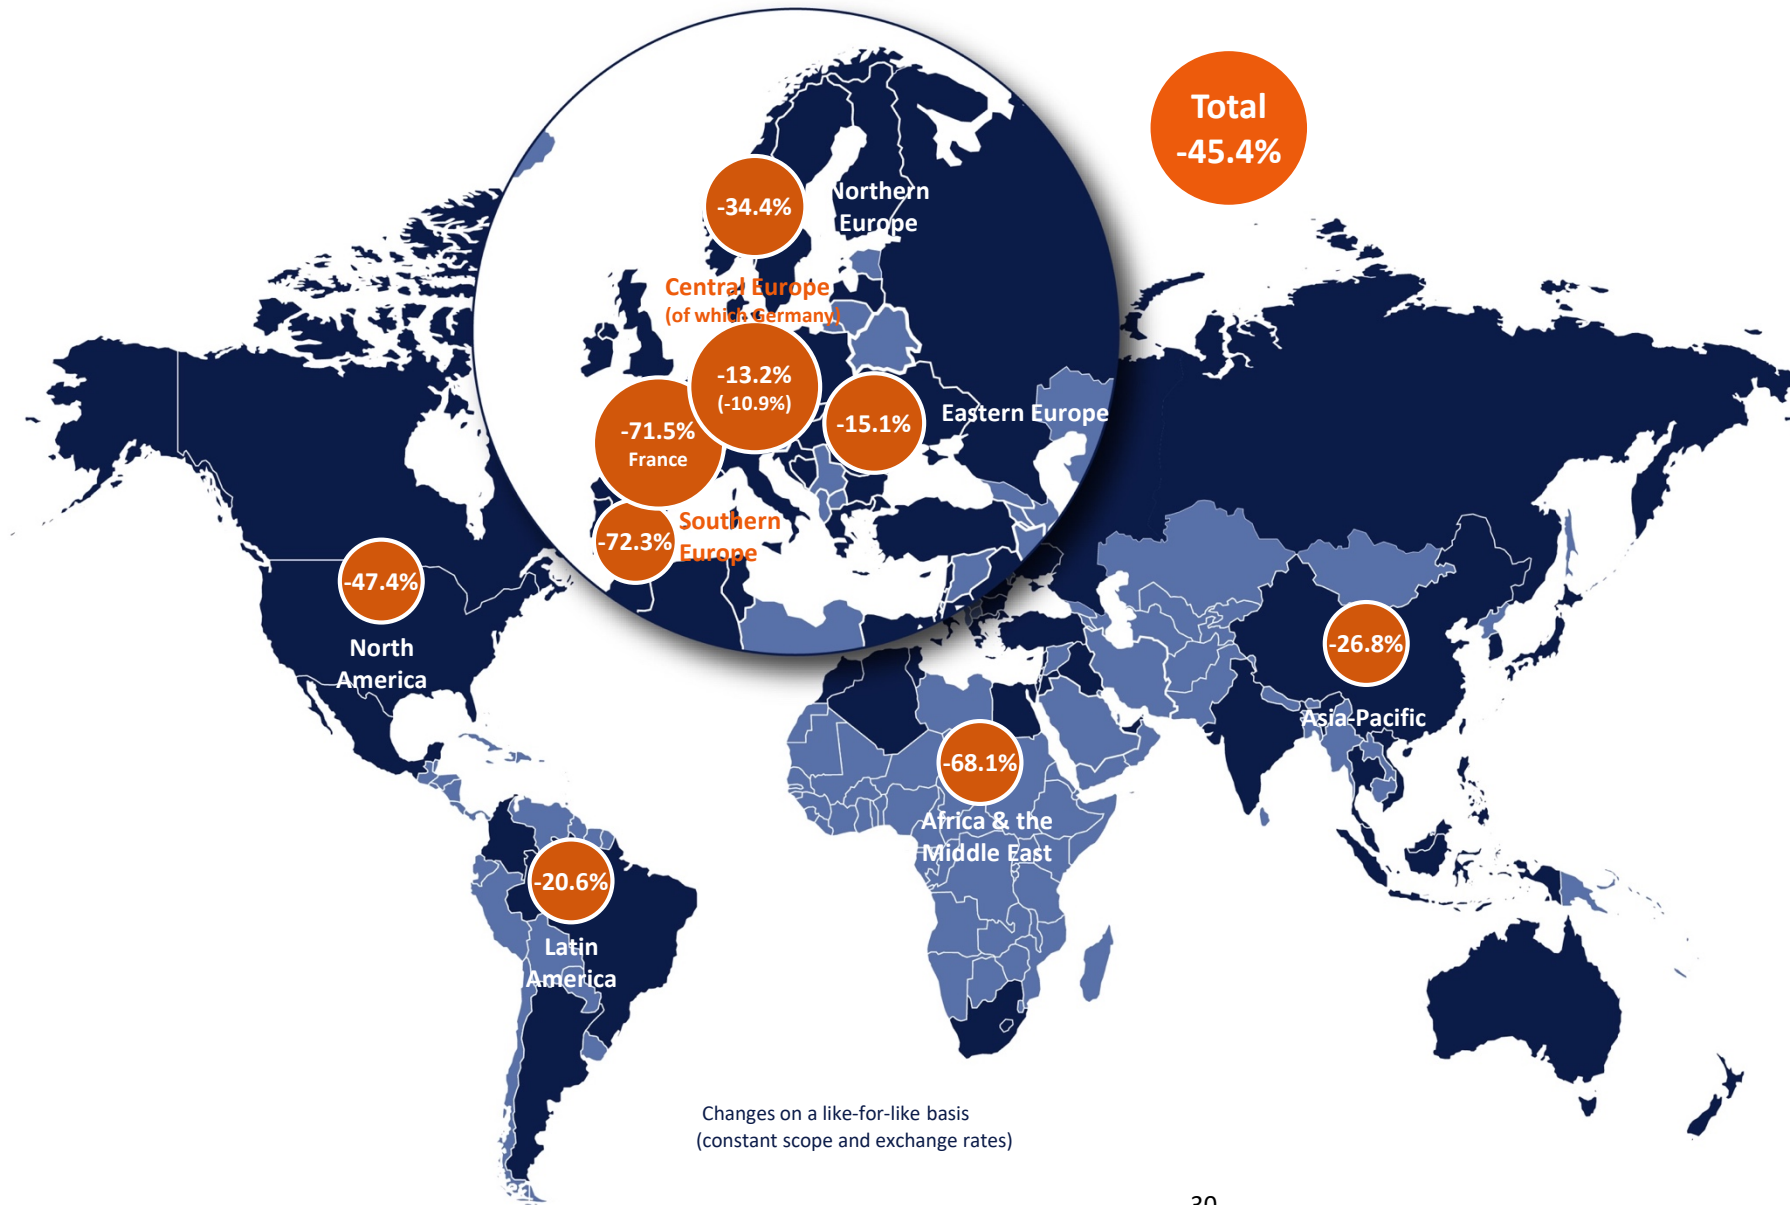 Total
-45.4%
-34.4%
Northern
Europe
Central Europe
(of which Germany)
-13.2%
(-10.9%)
-71.5%
France
-15.1%
Eastern Europe
Southern
Europe
-72.3%
-47.4%
North
America
-26.8%
Asia-Pacific
-68.1%
Africa & the
Middle East
-20.6%
Latin
America
Changes on a like-for-like basis
(constant scope and exchange rates)
30